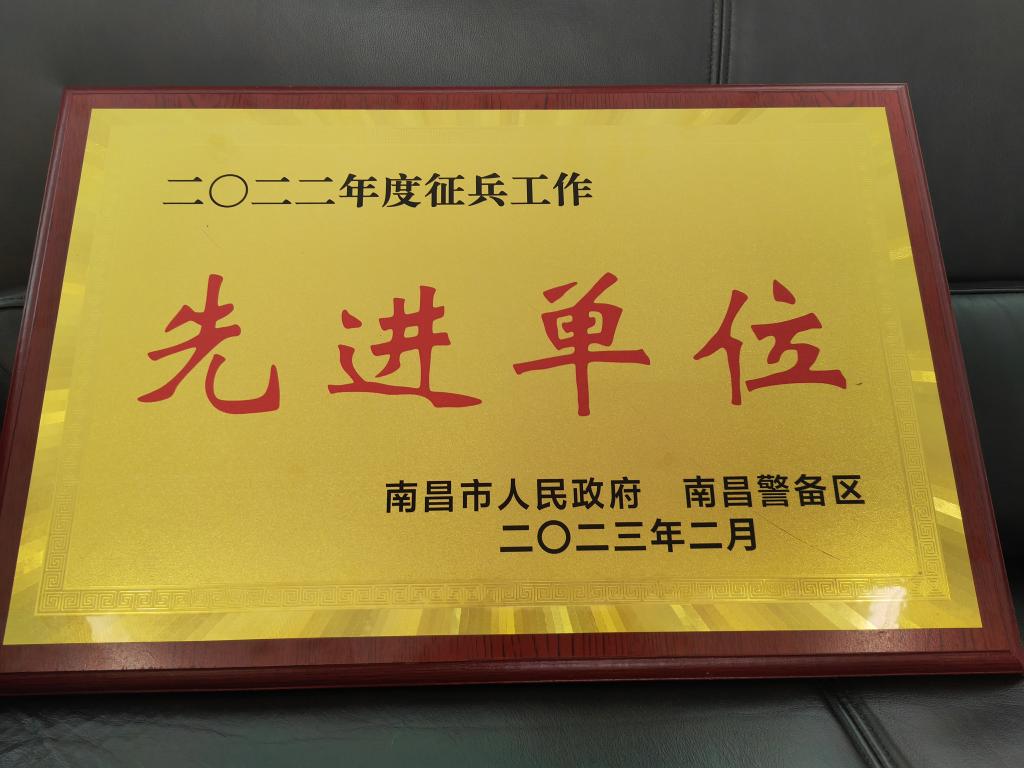 二〇二二年度征兵工作
先进单位
南昌市人民政府 南昌警备区
二〇二三年二月